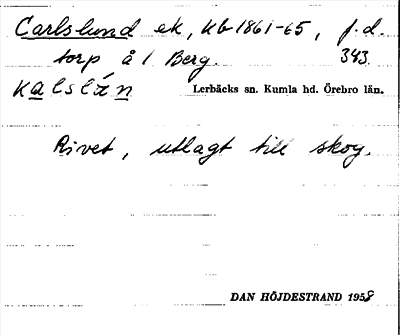 Carlslund ek, Kb 1861-65, f.d.
torp å 1 Berg. 343.
Kalslán Lerbäcks sn. Kumla hd. Örebro län.
Rivet, utlagt till skog.
DAN HÖJDESTRAND 1958